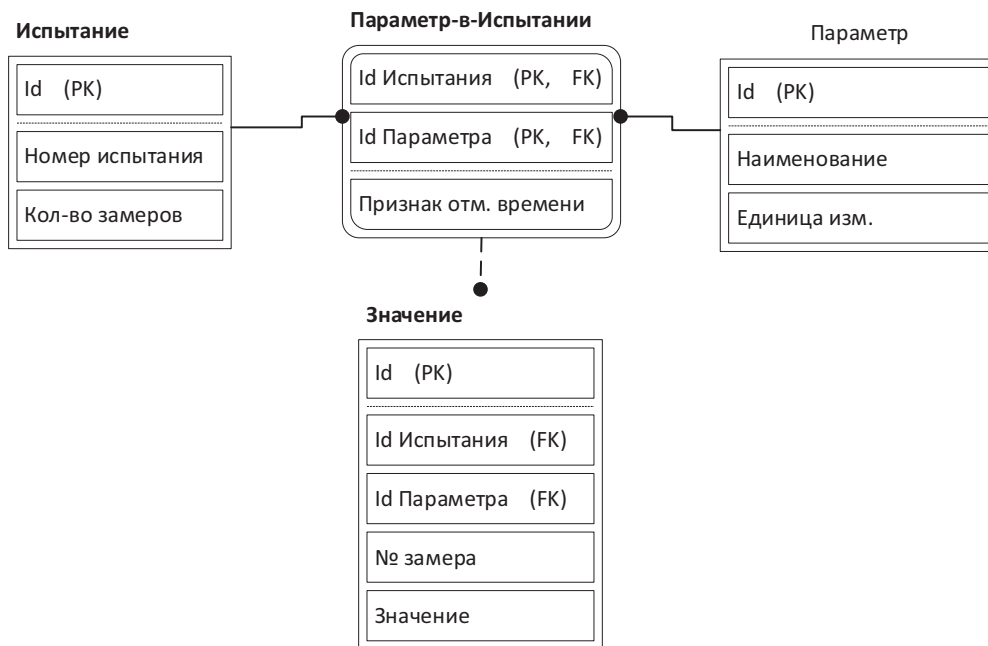 Испытание
Id (PK)
Номер испытания
Кол-во замеров
Параметр-в-Испытании
Id Испытания (PK, FK)
Id Параметра (PK, FK)
Признак отм. времени
Параметр
Id (PK)
Наименование
Единица изм.
Значение
Id (PK)
Id Испытания (FK)
Id Параметра (FK)
№ замера
Значение